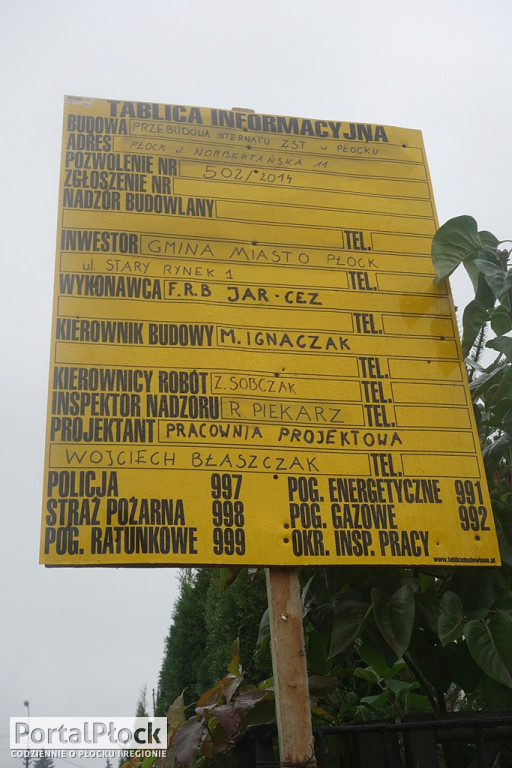 TABLICA INFORMACYJNA
BUDOWA PRZEBUDOWA INTERNATU ZST W PŁOCKU
ADRES PŁOCK ul. NORBERTAŃSKA 11
POZWOLENIE NR 502/2014
ZGŁOSZENIE NR
NADZÓR BUDOWLANY
TEL.
INWESTOR GMINA MIASTO PŁOCK
ul. STARY RYNEK 1 TEL.
WYKONAWCA F.R.B JAR-CEZ
TEL.
KIEROWNIK BUDOWY M. IGNACZAK
TEL.
KIEROWNICY ROBÓT Z. SOBCZAK TEL.
INSPEKTOR NADZORU R. PIEKARZ TEL.
PROJEKTANT PRACOWNIA PROJEKTOWA
WOJCIECH BŁASZCZAK TEL.
POLICJA 997 POG. ENERGETYCZNE 991
STRAŻ POŻARNA 998 POG. GAZOWE 992
POG. RATUNKOWE 999 OKR. INSP. PRACY
www.tablicebudowlane.pl
PortalPłock
CODZIENNIE O PŁOCKU I REGIONIE